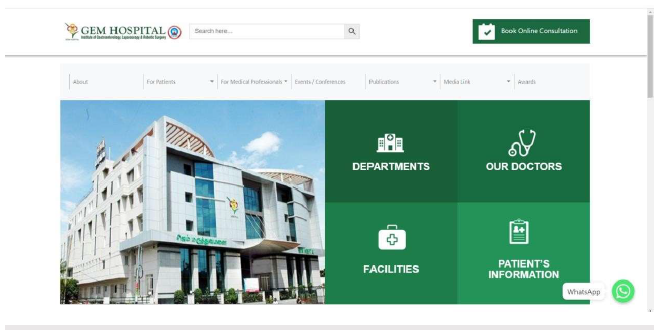 GEM HOSPITAL
Institute of Gastroenterology, Laparoscopy & Robotic Surgery
Search here...
Book Online Consultation
About
For Patients
For Medical Professionals
Events / Conferences
Publications
Media Link
Awards
DEPARTMENTS
OUR DOCTORS
FACILITIES
PATIENT'S
INFORMATION
WhatsApp